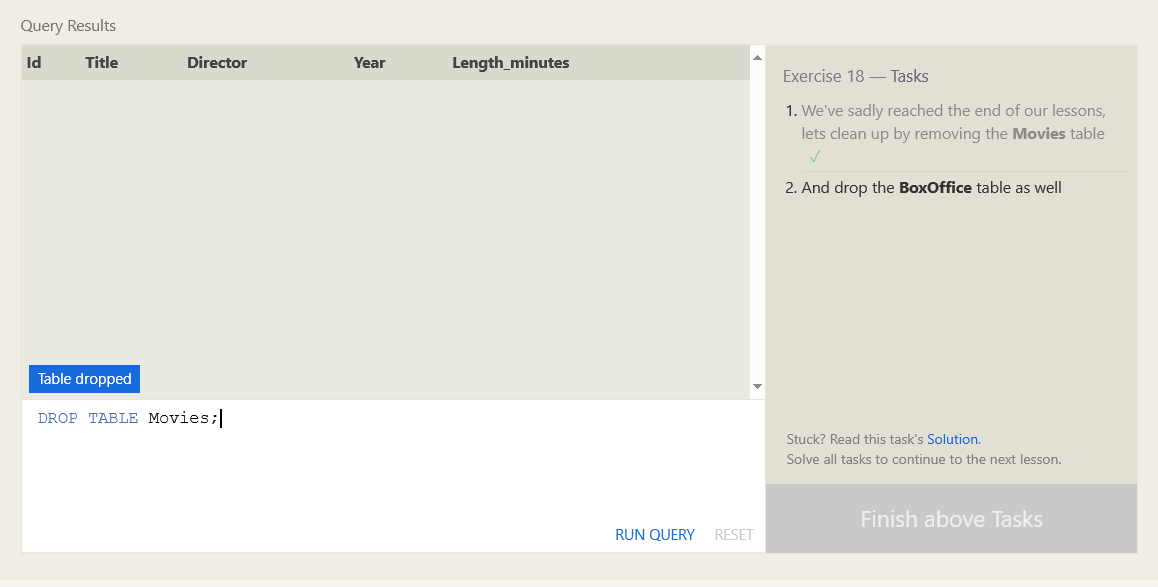 Query Results
Id Title Director Year Length_minutes
Table dropped
DROP TABLE Movies;
RUN QUERY RESET
Exercise 18 — Tasks
1. We've sadly reached the end of our lessons,
lets clean up by removing the Movies table
✓
2. And drop the BoxOffice table as well
Stuck? Read this task's Solution.
Solve all tasks to continue to the next lesson.
Finish above Tasks